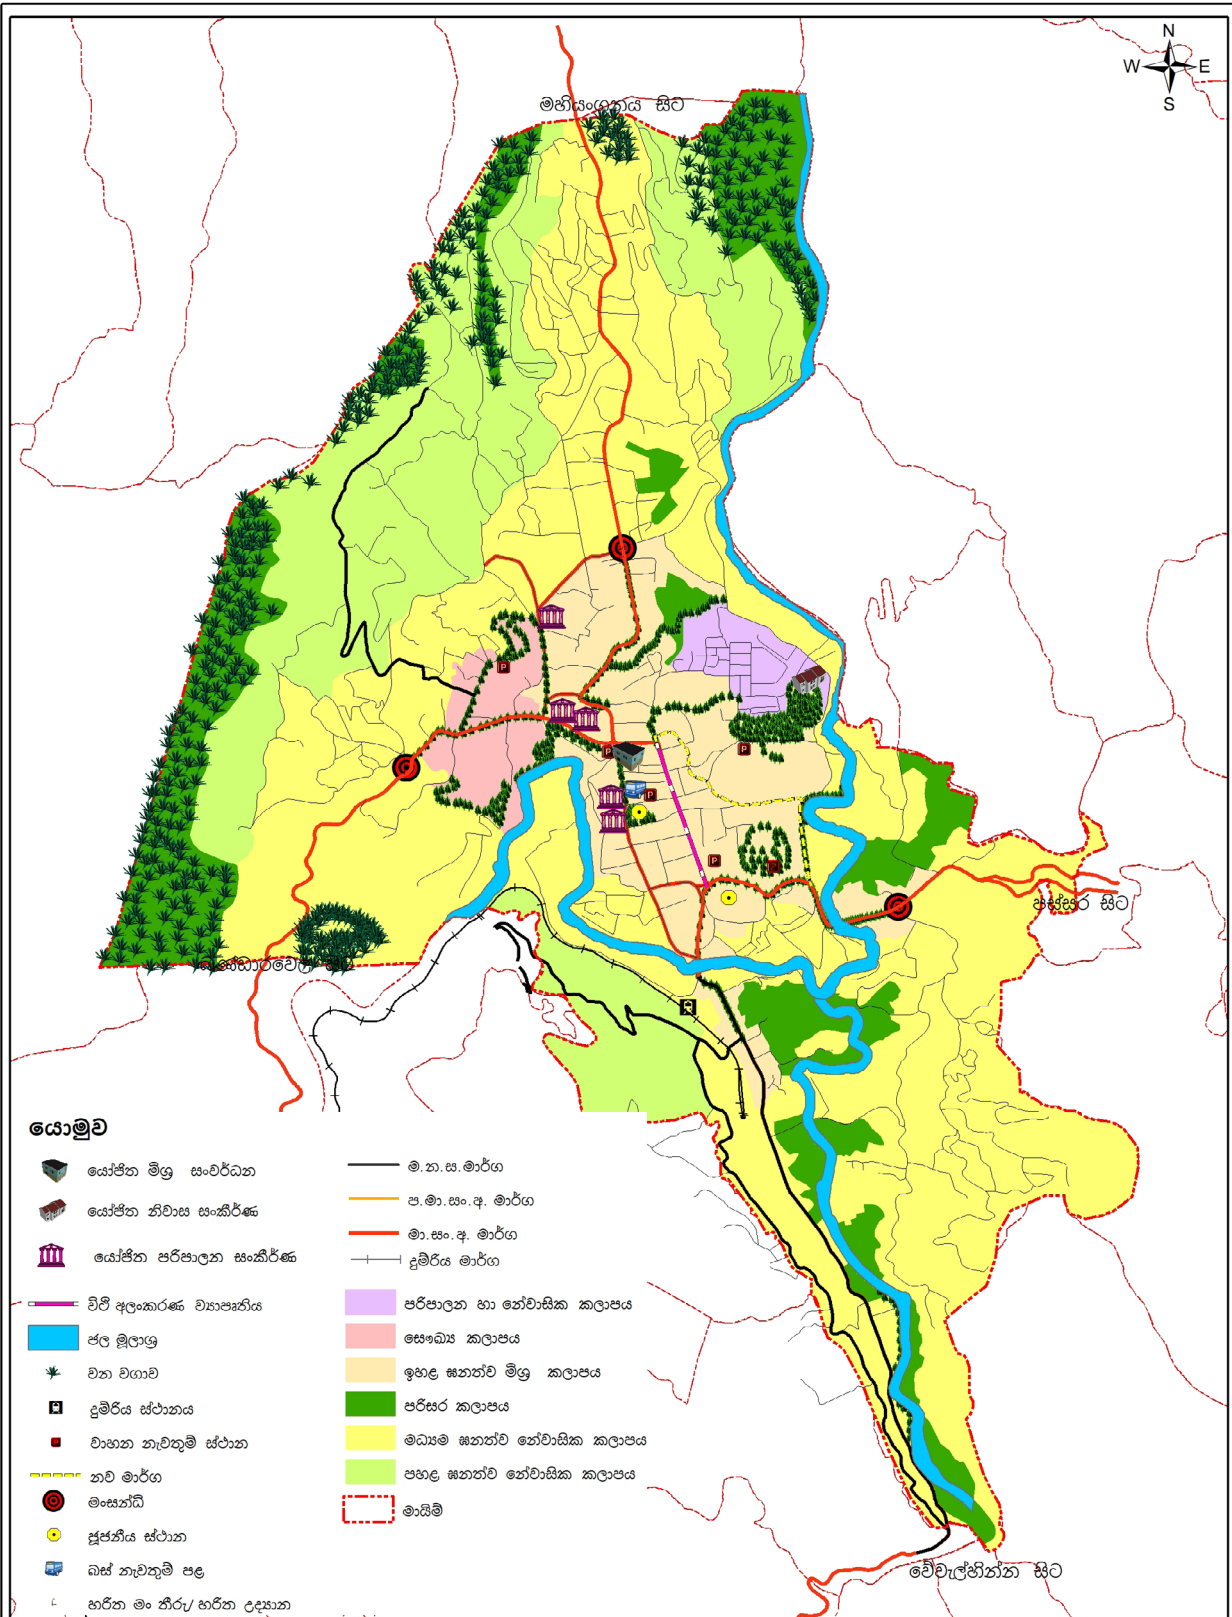 N
W E
S
මහියංගනය සිට
P
P
P
P
P
පස්සර සිට
සිට
යොමුව
යෝජිත මිශ්‍ර සංවර්ධන
යෝජිත නිවාස සංකීර්ණ
යෝජිත පරිපාලන සංකීර්ණ
විථි අලංකරණ ව්‍යාපෘතිය
ජල මූලාශ්‍ර
වන වගාව
දුම්රිය ස්ථානය
වාහන නැවතුම් ස්ථාන
නව මාර්ග
මංසන්ධි
පූජනීය ස්ථාන
බස් නැවතුම් පළ
හරිත මං තීරු/ හරිත උද්‍යාන
ම.න.ස.මාර්ග
ප.මා.සං.අ. මාර්ග
මා.සං.අ. මාර්ග
දුම්රිය මාර්ග
පරිපාලන හා නේවාසික කලාපය
සෞඛ්‍ය කලාපය
ඉහළ ඝනත්ව මිශ්‍ර කලාපය
පරිසර කලාපය
මධ්‍යම ඝනත්ව නේවාසික කලාපය
පහළ ඝනත්ව නේවාසික කලාපය
මායිම්
වේවැල්හින්න සිට